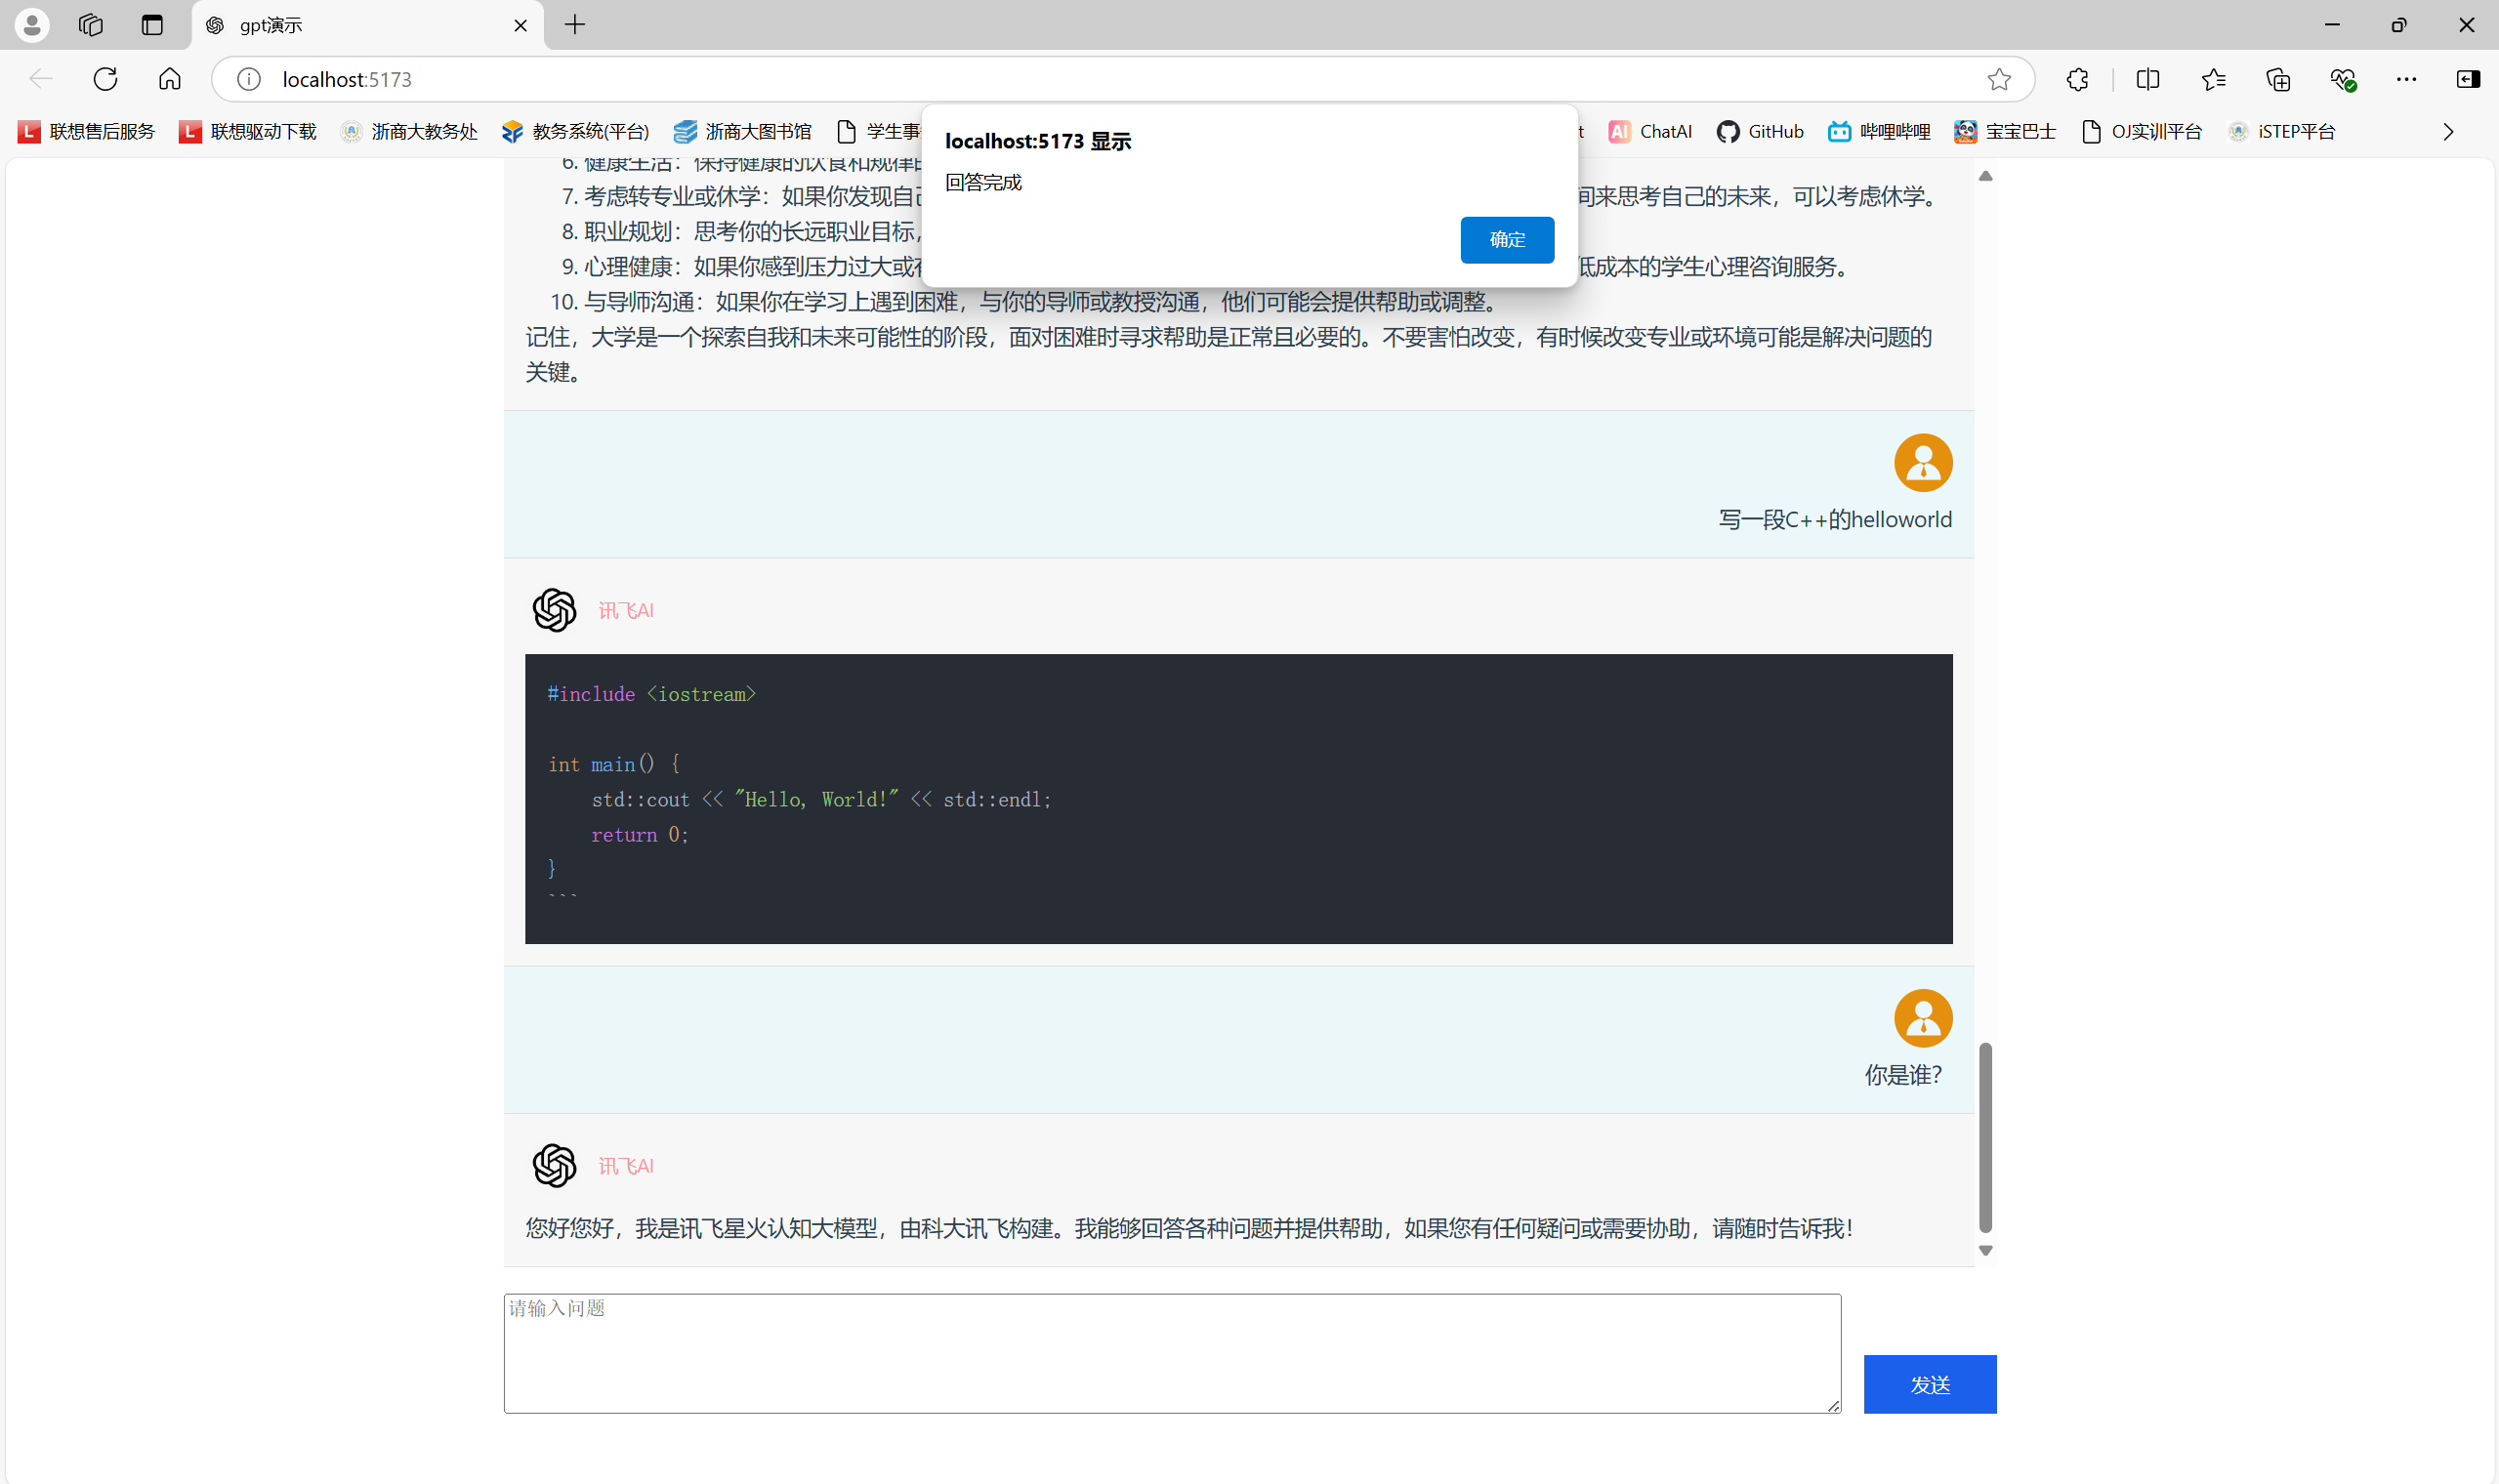 gpt演示
localhost:5173
联想售后服务 联想驱动下载 浙商大教务处 教务系统(平台) 浙商大图书馆 学生事 t ChatAI GitHub 哔哩哔哩 宝宝巴士 OJ实训平台 iSTEP平台
localhost:5173 显示
回答完成
确定
6. 健康生活：保持健康的饮食和规律
7. 考虑转专业或休学：如果你发现自 间来思考自己的未来，可以考虑休学。
8. 职业规划：思考你的长远职业目标，
9. 心理健康：如果你感到压力过大或 低成本的学生心理咨询服务。
10. 与导师沟通：如果你在学习上遇到困难，与你的导师或教授沟通，他们可能会提供帮助或调整。
记住，大学是一个探索自我和未来可能性的阶段，面对困难时寻求帮助是正常且必要的。不要害怕改变，有时候改变专业或环境可能是解决问题的
关键。
写一段C++的helloworld
讯飞AI
#include <iostream>
int main() {
    std::cout << "Hello, World!" << std::endl;
    return 0;
}
```
你是谁？
讯飞AI
您好您好，我是讯飞星火认知大模型，由科大讯飞构建。我能够回答各种问题并提供帮助，如果您有任何疑问或需要协助，请随时告诉我！
请输入问题
发送